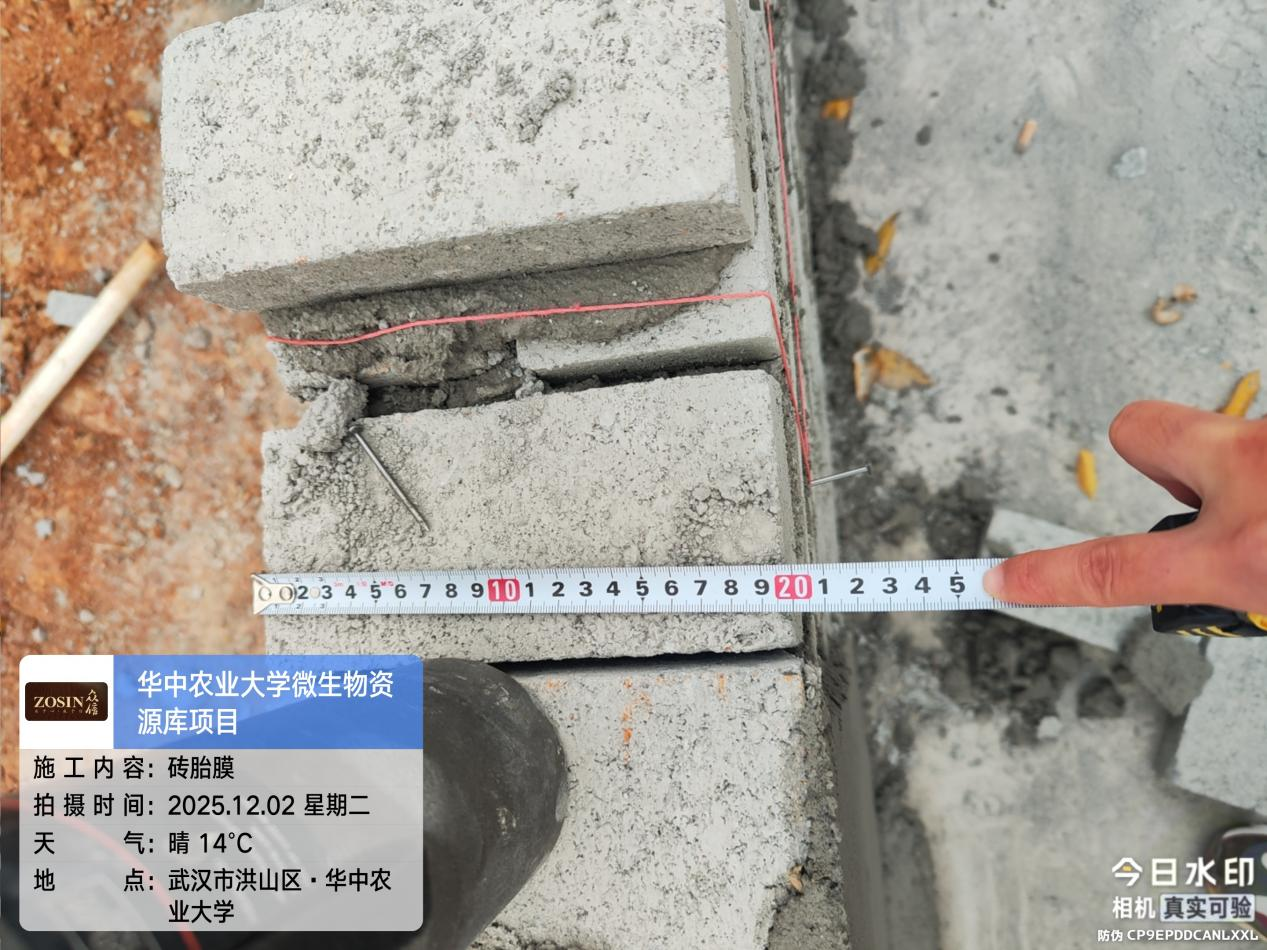 2 3 4 5 6 7 8 9 10 1 2 3 4 5 6 7 8 9 20 1 2 3 4 5
ZOSIN 众信
华中农业大学微生物资
源库项目
施工内容：砖胎膜
拍摄时间：2025.12.02 星期二
天气：晴 14℃
地点：武汉市洪山区·华中农
业大学
今日水印
相机 真实可验
防伪 CP9EPDDCANLXXL